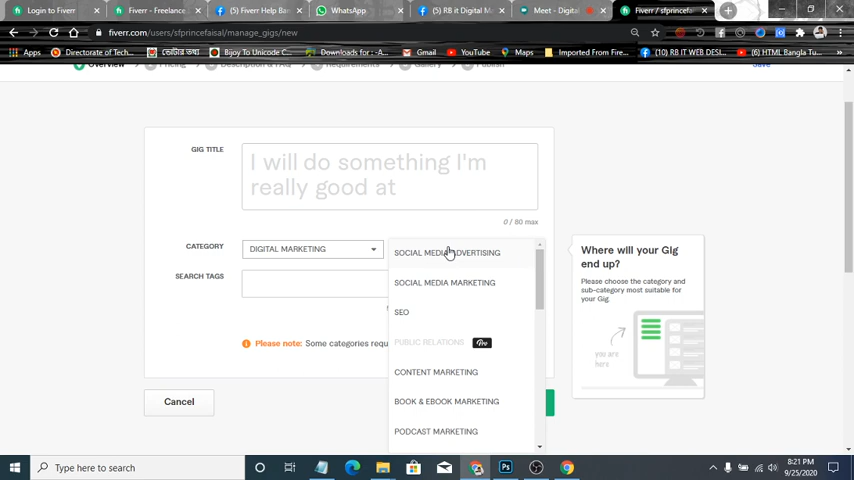 Login to Fiverr
Fiverr - Freelance
(5) Fiverr Help Ban
WhatsApp
(5) RB it Digital M
Meet - Digital
Fiverr / sfprincefaisal
fiverr.com/users/sfprincefaisal/manage_gigs/new
Apps
Directorate of Tech...
ভোটার তথ্য
Bijoy To Unicode C...
Downloads for : -A...
Gmail
YouTube
Maps
Imported From Fire...
(10) RB IT WEB DESI...
(6) HTML Bangla Tu...
Overview
Pricing
Description & FAQ
Requirements
Gallery
Publish
Save
GIG TITLE
I will do something I'm
really good at
0 / 80 max
CATEGORY
DIGITAL MARKETING
SOCIAL MEDIA ADVERTISING
SEARCH TAGS
SOCIAL MEDIA MARKETING
SEO
Please note: Some categories requ
PUBLIC RELATIONS
Pro
CONTENT MARKETING
Cancel
BOOK & EBOOK MARKETING
PODCAST MARKETING
Where will your Gig
end up?
Please choose the category and
sub-category most suitable for
your Gig.
you are
here
Type here to search
8:21 PM
9/25/2020